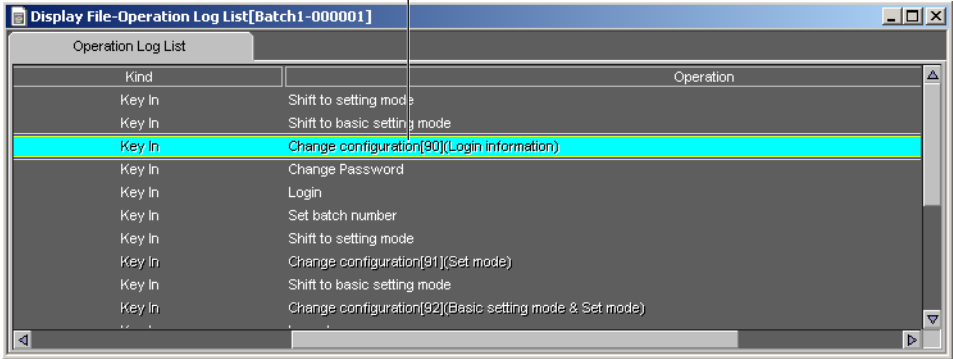 Display File-Operation Log List[Batch1-000001]
Operation Log List
Kind Operation
Key In Shift to setting mode
Key In Shift to basic setting mode
Key In Change configuration[90](Login information)
Key In Change Password
Key In Login
Key In Set batch number
Key In Shift to setting mode
Key In Change configuration[91](Set mode)
Key In Shift to basic setting mode
Key In Change configuration[92](Basic setting mode & Set mode)